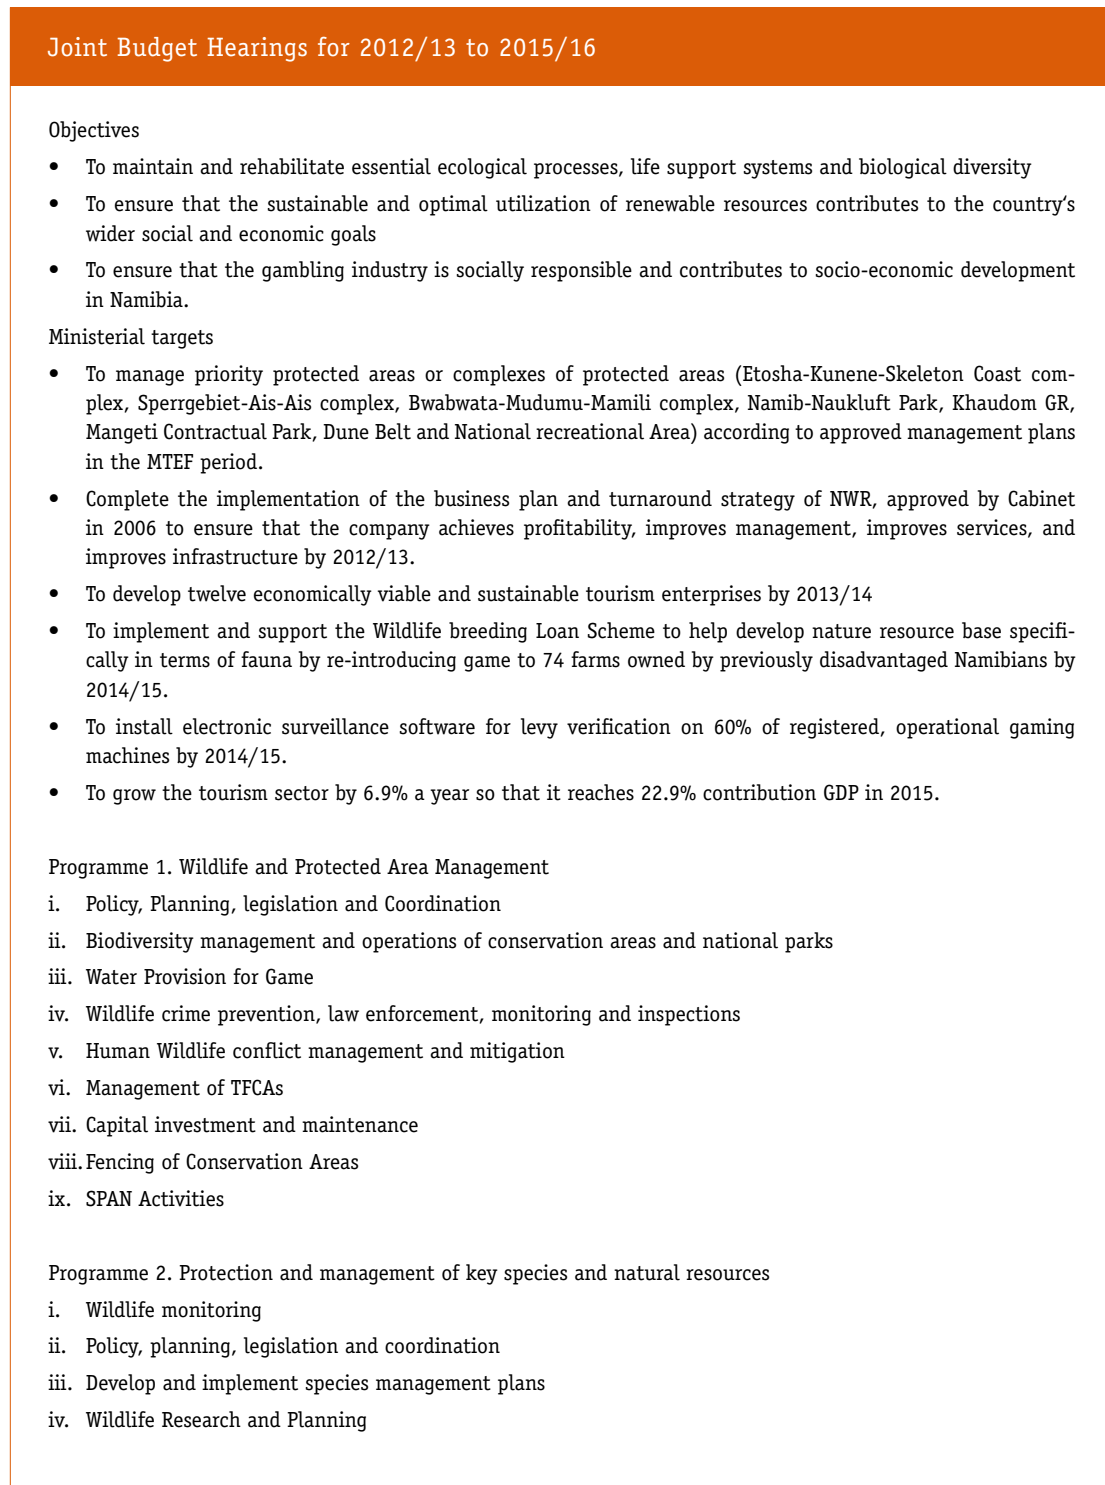 Joint Budget Hearings for 2012/13 to 2015/16
Objectives
• To maintain and rehabilitate essential ecological processes, life support systems and biological diversity
• To ensure that the sustainable and optimal utilization of renewable resources contributes to the country's
wider social and economic goals
• To ensure that the gambling industry is socially responsible and contributes to socio-economic development
in Namibia.
Ministerial targets
• To manage priority protected areas or complexes of protected areas (Etosha-Kunene-Skeleton Coast com-
plex, Sperrgebiet-Ais-Ais complex, Bwabwata-Mudumu-Mamili complex, Namib-Naukluft Park, Khaudom GR,
Mangeti Contractual Park, Dune Belt and National recreational Area) according to approved management plans
in the MTEF period.
• Complete the implementation of the business plan and turnaround strategy of NWR, approved by Cabinet
in 2006 to ensure that the company achieves profitability, improves management, improves services, and
improves infrastructure by 2012/13.
• To develop twelve economically viable and sustainable tourism enterprises by 2013/14
• To implement and support the Wildlife breeding Loan Scheme to help develop nature resource base specifi-
cally in terms of fauna by re-introducing game to 74 farms owned by previously disadvantaged Namibians by
2014/15.
• To install electronic surveillance software for levy verification on 60% of registered, operational gaming
machines by 2014/15.
• To grow the tourism sector by 6.9% a year so that it reaches 22.9% contribution GDP in 2015.
Programme 1. Wildlife and Protected Area Management
i. Policy, Planning, legislation and Coordination
ii. Biodiversity management and operations of conservation areas and national parks
iii. Water Provision for Game
iv. Wildlife crime prevention, law enforcement, monitoring and inspections
v. Human Wildlife conflict management and mitigation
vi. Management of TFCAs
vii. Capital investment and maintenance
viii. Fencing of Conservation Areas
ix. SPAN Activities
Programme 2. Protection and management of key species and natural resources
i. Wildlife monitoring
ii. Policy, planning, legislation and coordination
iii. Develop and implement species management plans
iv. Wildlife Research and Planning